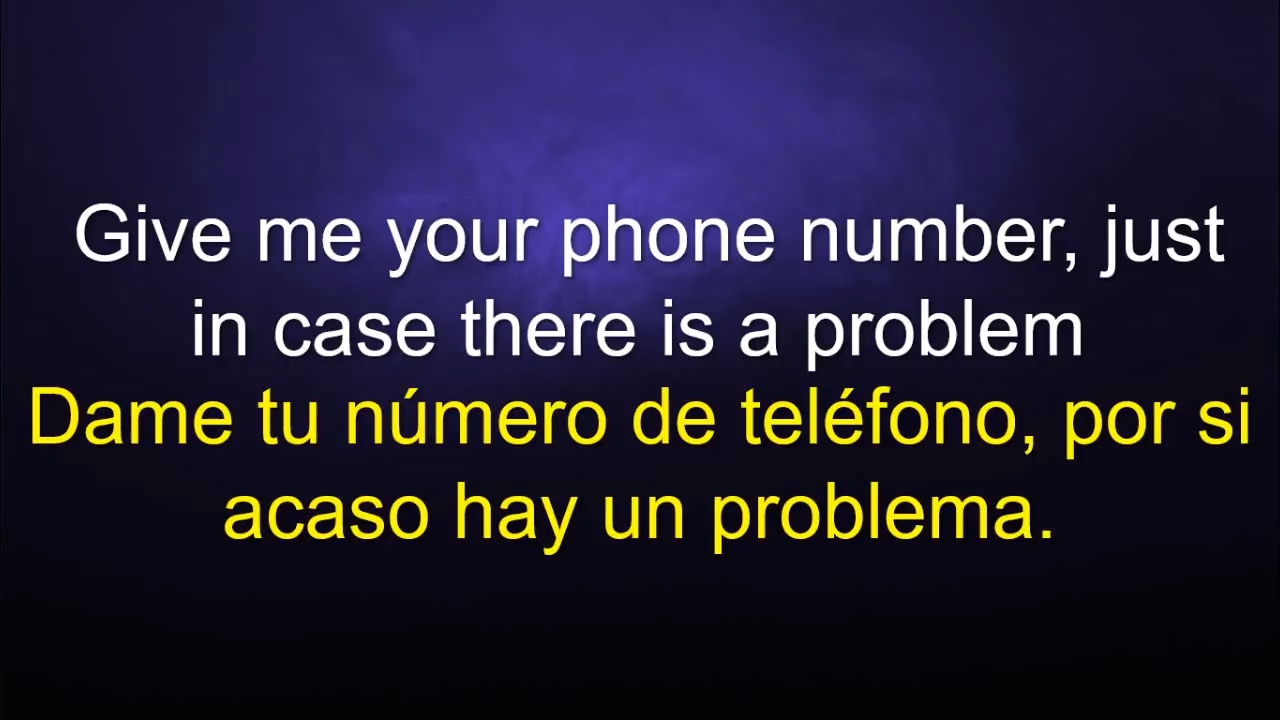 Give me your phone number, just
in case there is a problem
Dame tu número de teléfono, por si
acaso hay un problema.